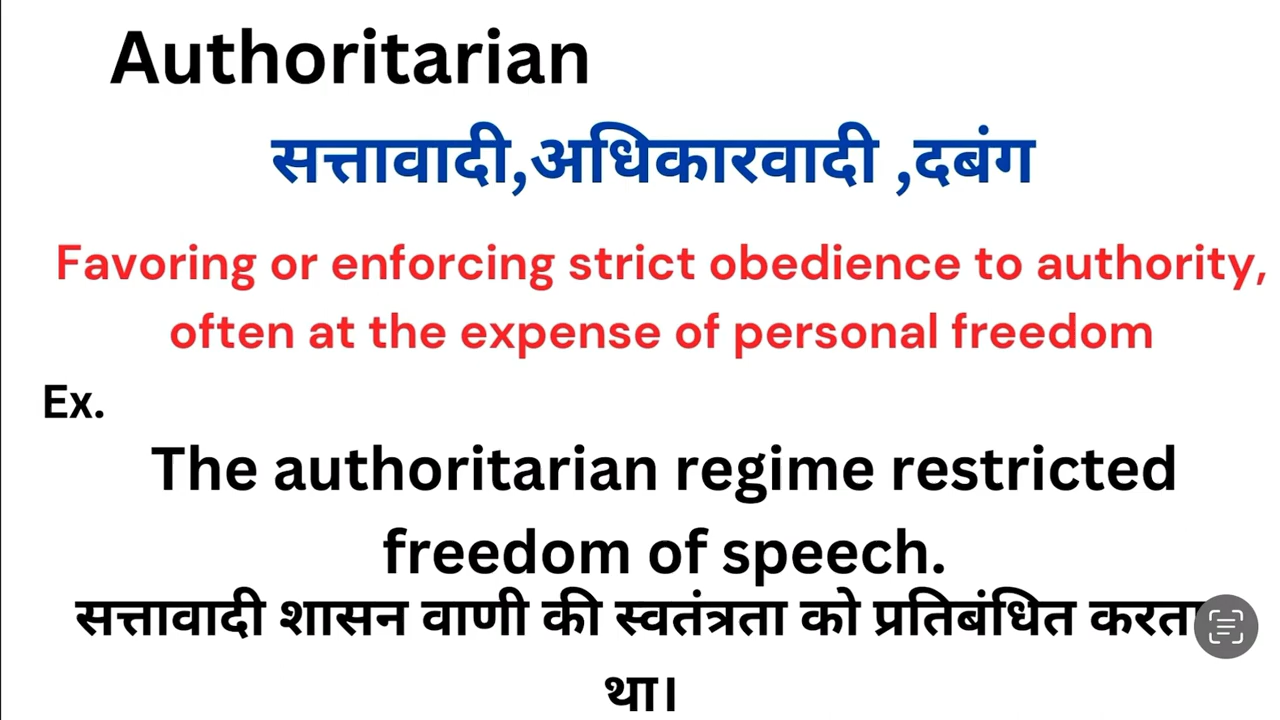 Authoritarian
सत्तावादी,अधिकारवादी ,दबंग
Favoring or enforcing strict obedience to authority,
often at the expense of personal freedom
Ex.
The authoritarian regime restricted
freedom of speech.
सत्तावादी शासन वाणी की स्वतंत्रता को प्रतिबंधित करता
था।